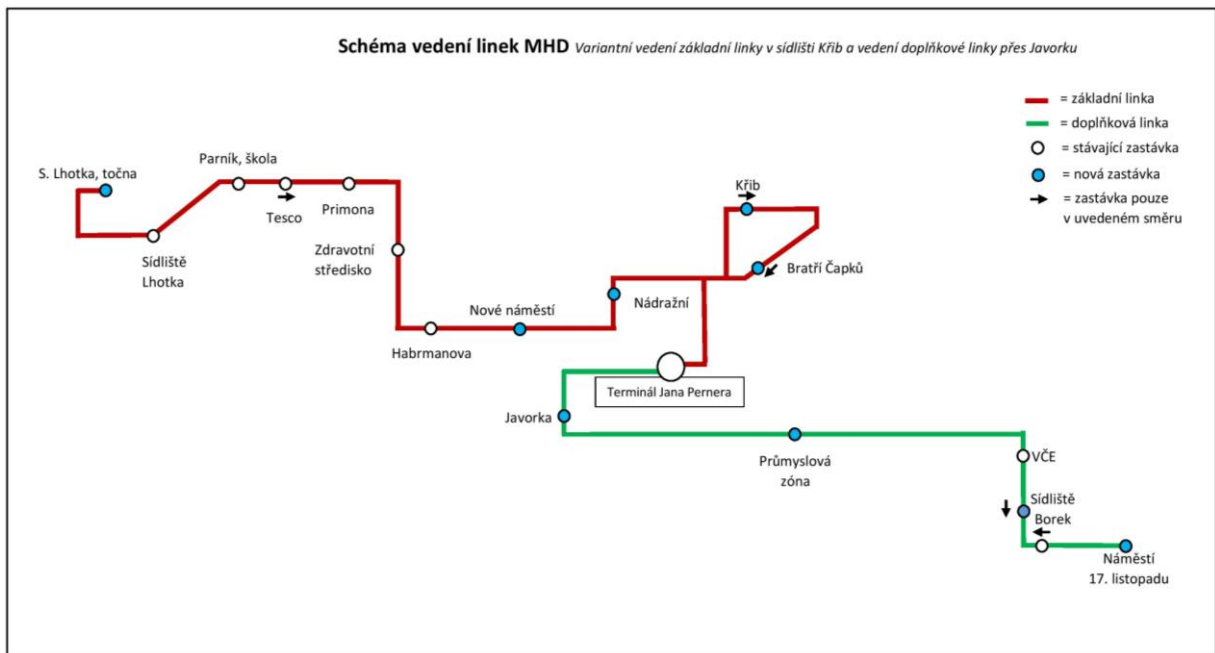 Schéma vedení linek MHD Variantní vedení základní linky v sídlišti Křib a vedení doplňkové linky přes Javorku
= základní linka
= doplňková linka
= stávající zastávka
= nová zastávka
= zastávka pouze
v uvedeném směru
S. Lhotka, točna
Parník, škola
Tesco
Primona
Sídliště
Lhotka
Zdravotní
středisko
Habrmanova
Nové náměstí
Nádražní
Křib
Bratří Čapků
Terminál Jana Pernera
Javorka
Průmyslová
zóna
VČE
Sídliště
Borek
Náměstí
17. listopadu